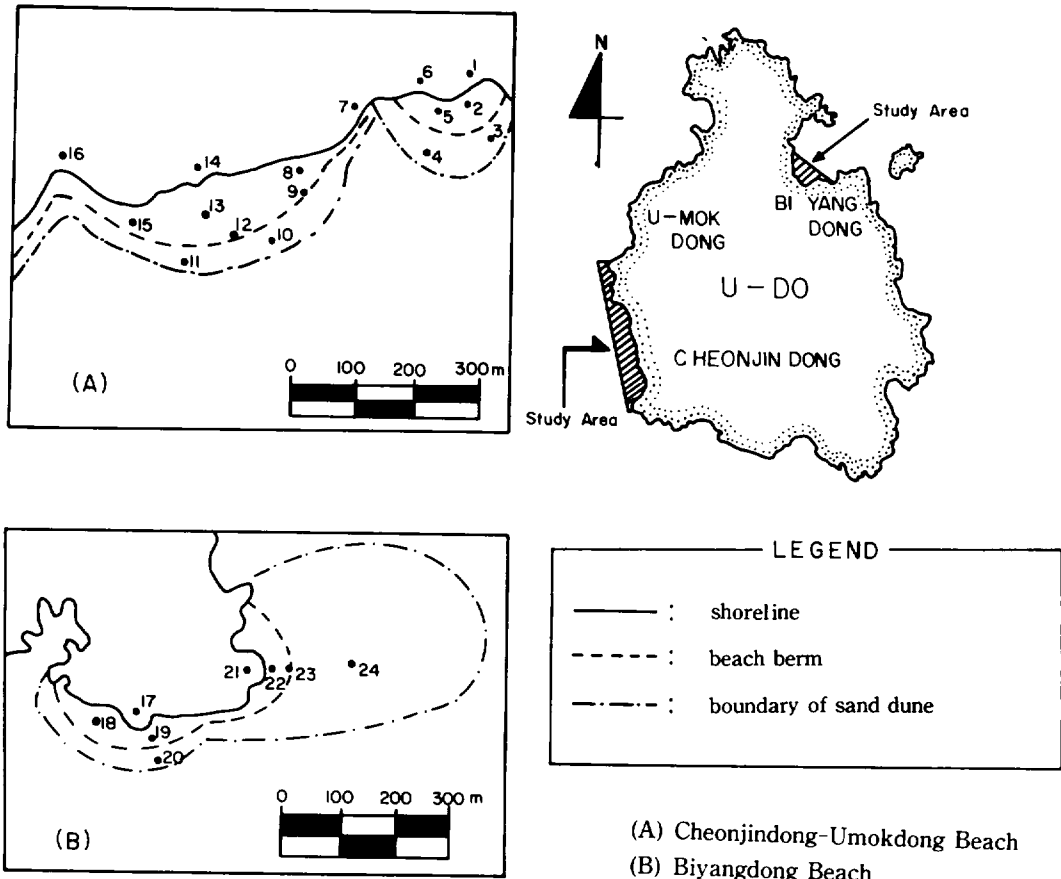 1
6
2
5
7
3
4
16
14
8
9
13
15
12
10
11
0 100 200 300 m
(A)
N
Study Area
BI YANG
DONG
U-MOK
DONG
U-DO
CHEONJIN DONG
Study Area
21 22 23 24
17
18
19
20
0 100 200 300 m
(B)
LEGEND
: shoreline
: beach berm
: boundary of sand dune
(A) Cheonjindong-Umokdong Beach
(B) Biyangdong Beach